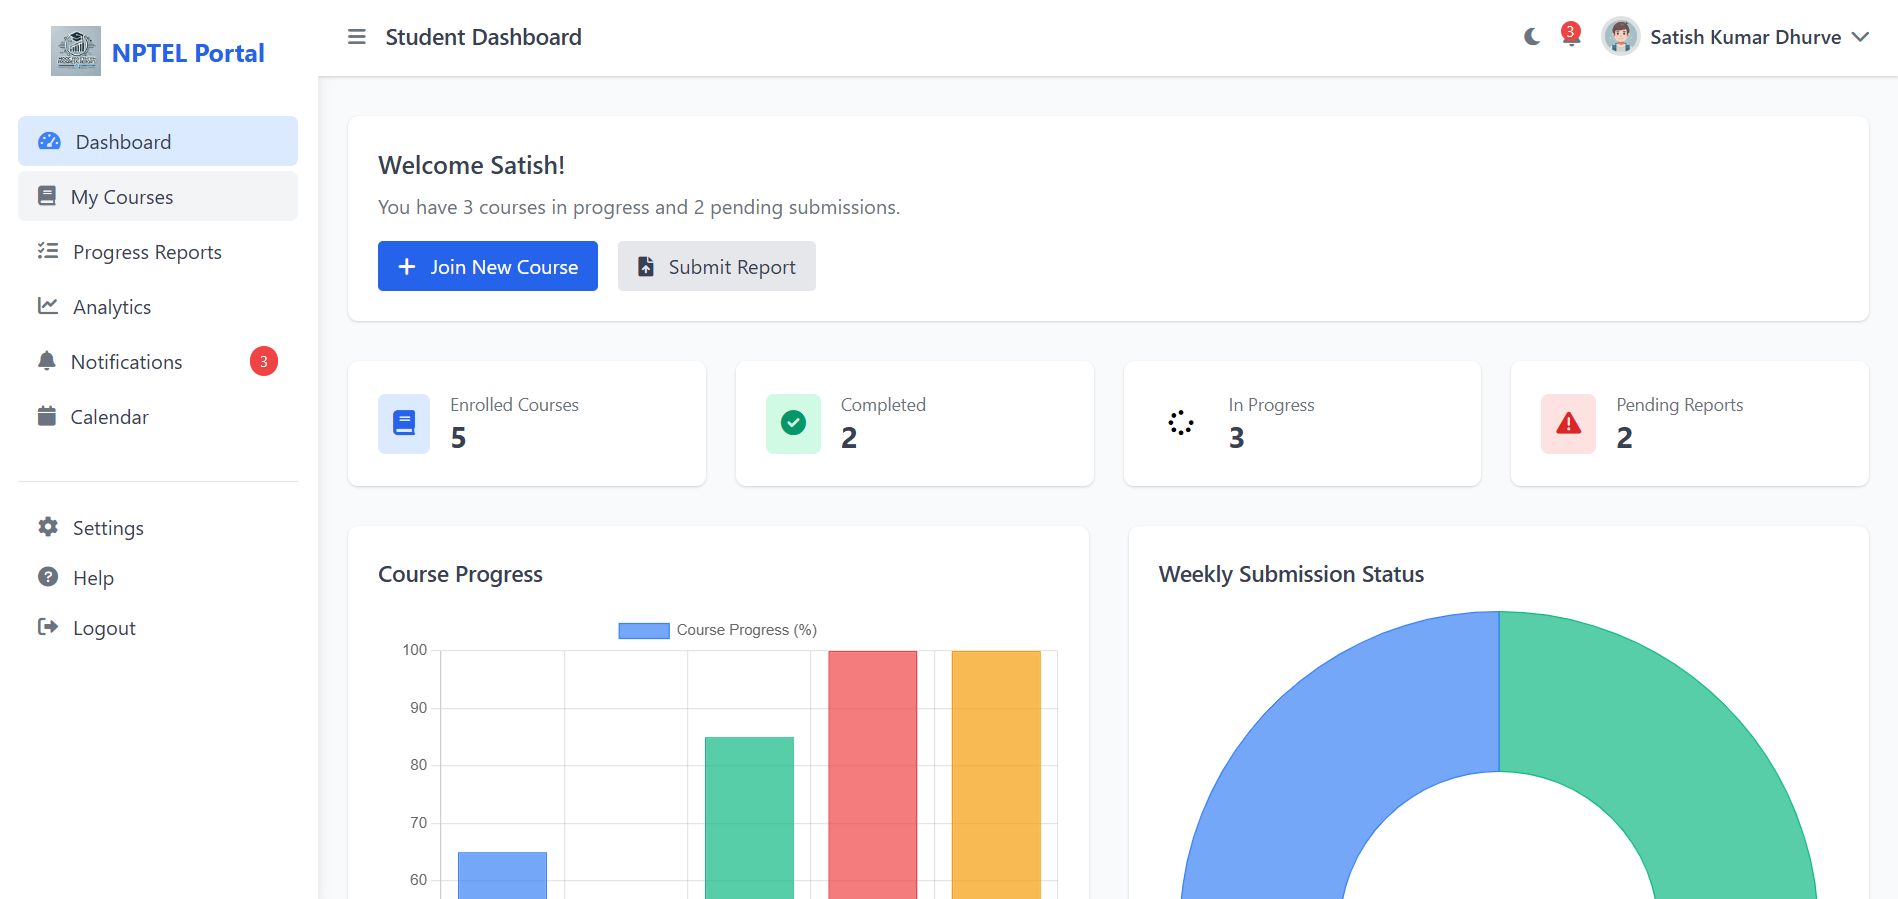 NPTEL Portal
Student Dashboard
3
Satish Kumar Dhurve
Dashboard
My Courses
Progress Reports
Analytics
Notifications
3
Calendar
Settings
Help
Logout
Welcome Satish!
You have 3 courses in progress and 2 pending submissions.
Join New Course
Submit Report
Enrolled Courses
5
Completed
2
In Progress
3
Pending Reports
2
Course Progress
Course Progress (%)
100
90
80
70
60
Weekly Submission Status